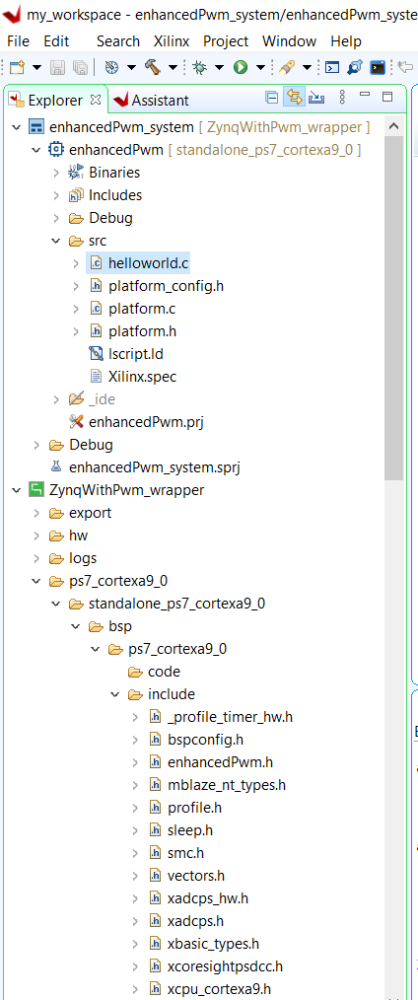 my_workspace - enhancedPwm_system/enhancedPwm_syste
File Edit Search Xilinx Project Window Help
Explorer Assistant
enhancedPwm_system [ ZynqWithPwm_wrapper ]
enhancedPwm [ standalone_ps7_cortexa9_0 ]
Binaries
Includes
Debug
src
helloworld.c
platform_config.h
platform.c
platform.h
lscript.ld
Xilinx.spec
_ide
enhancedPwm.prj
Debug
enhancedPwm_system.sprj
ZynqWithPwm_wrapper
export
hw
logs
ps7_cortexa9_0
standalone_ps7_cortexa9_0
bsp
ps7_cortexa9_0
code
include
_profile_timer_hw.h
bspconfig.h
enhancedPwm.h
mblaze_nt_types.h
profile.h
sleep.h
smc.h
vectors.h
xadcps_hw.h
xadcps.h
xbasic_types.h
xcoresightpsdcc.h
xcpu_cortexa9.h